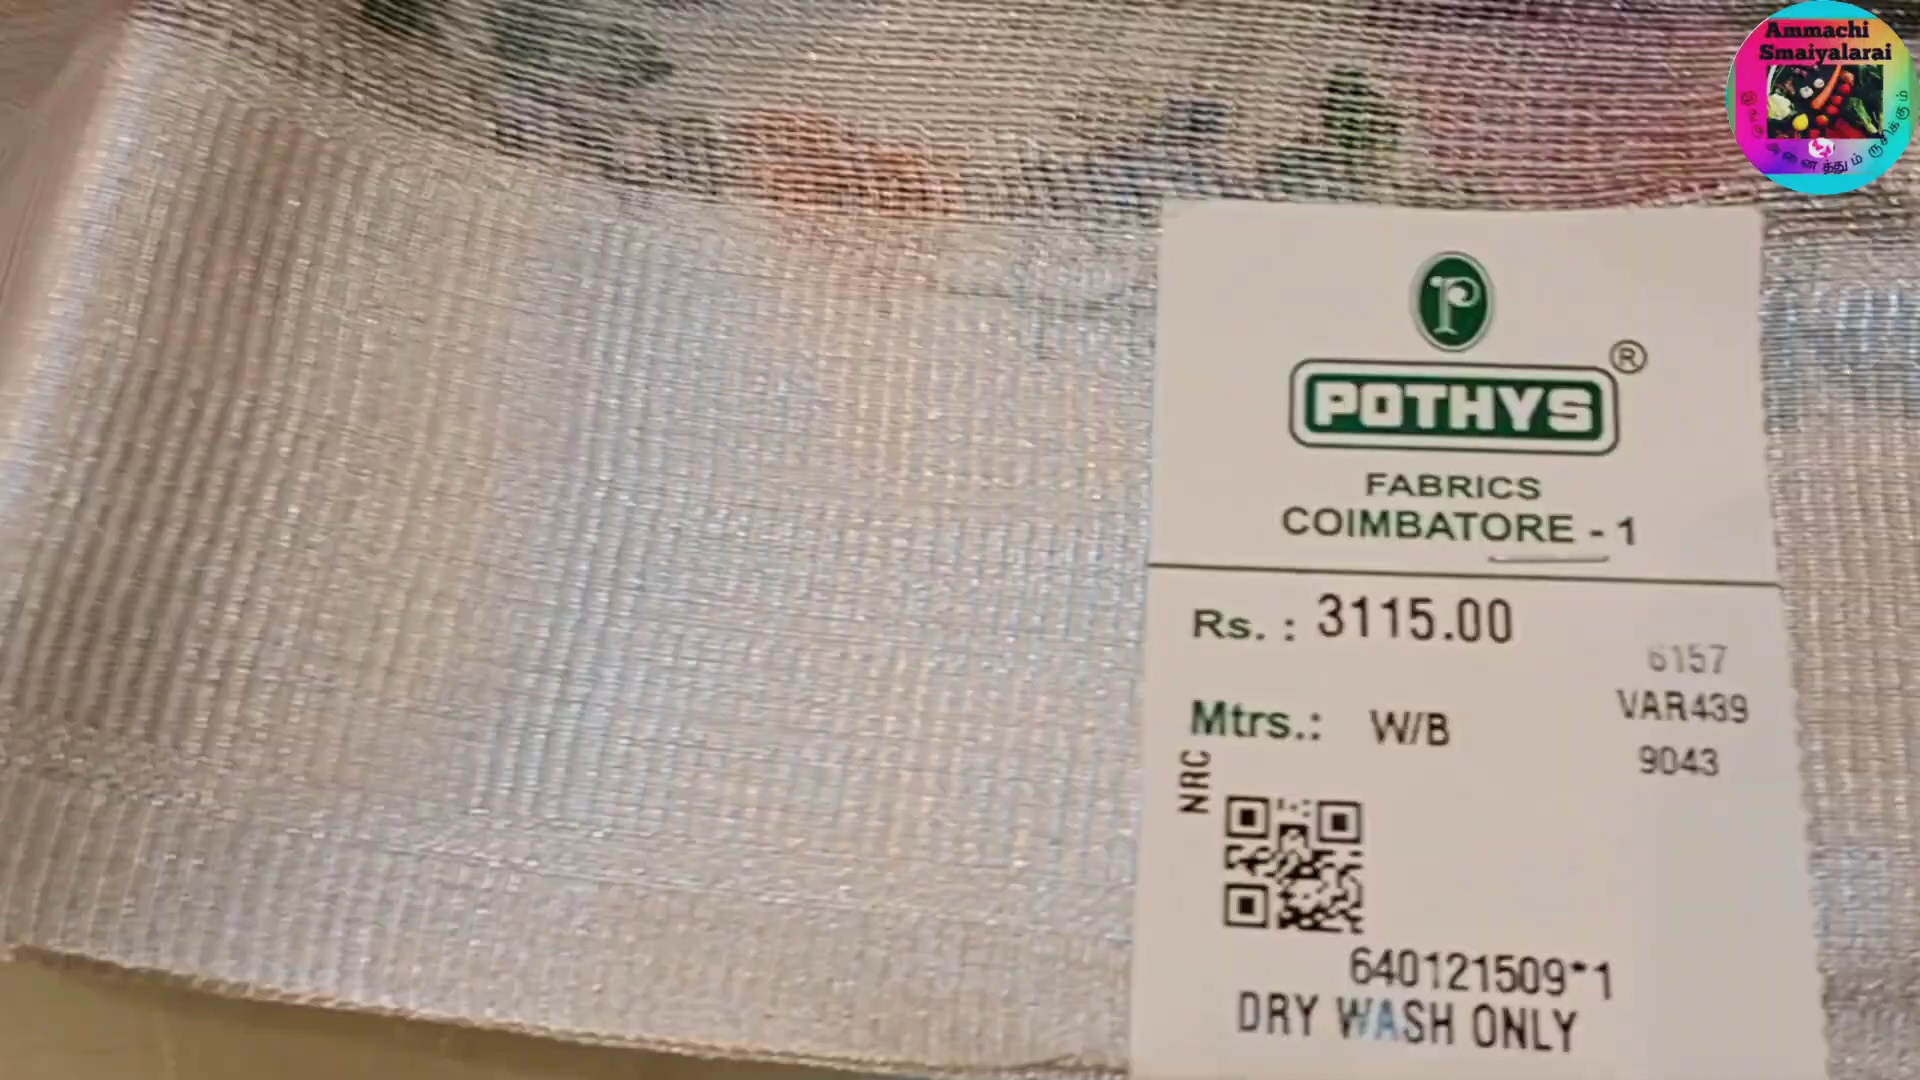 Ammachi
Smaiyalarai
அனைத்தும் ருசிக்கும்
P
POTHYS ®
FABRICS
COIMBATORE - 1
Rs. : 3115.00
6157
Mtrs.: W/B
VAR439
9043
NRC
640121509*1
DRY WASH ONLY